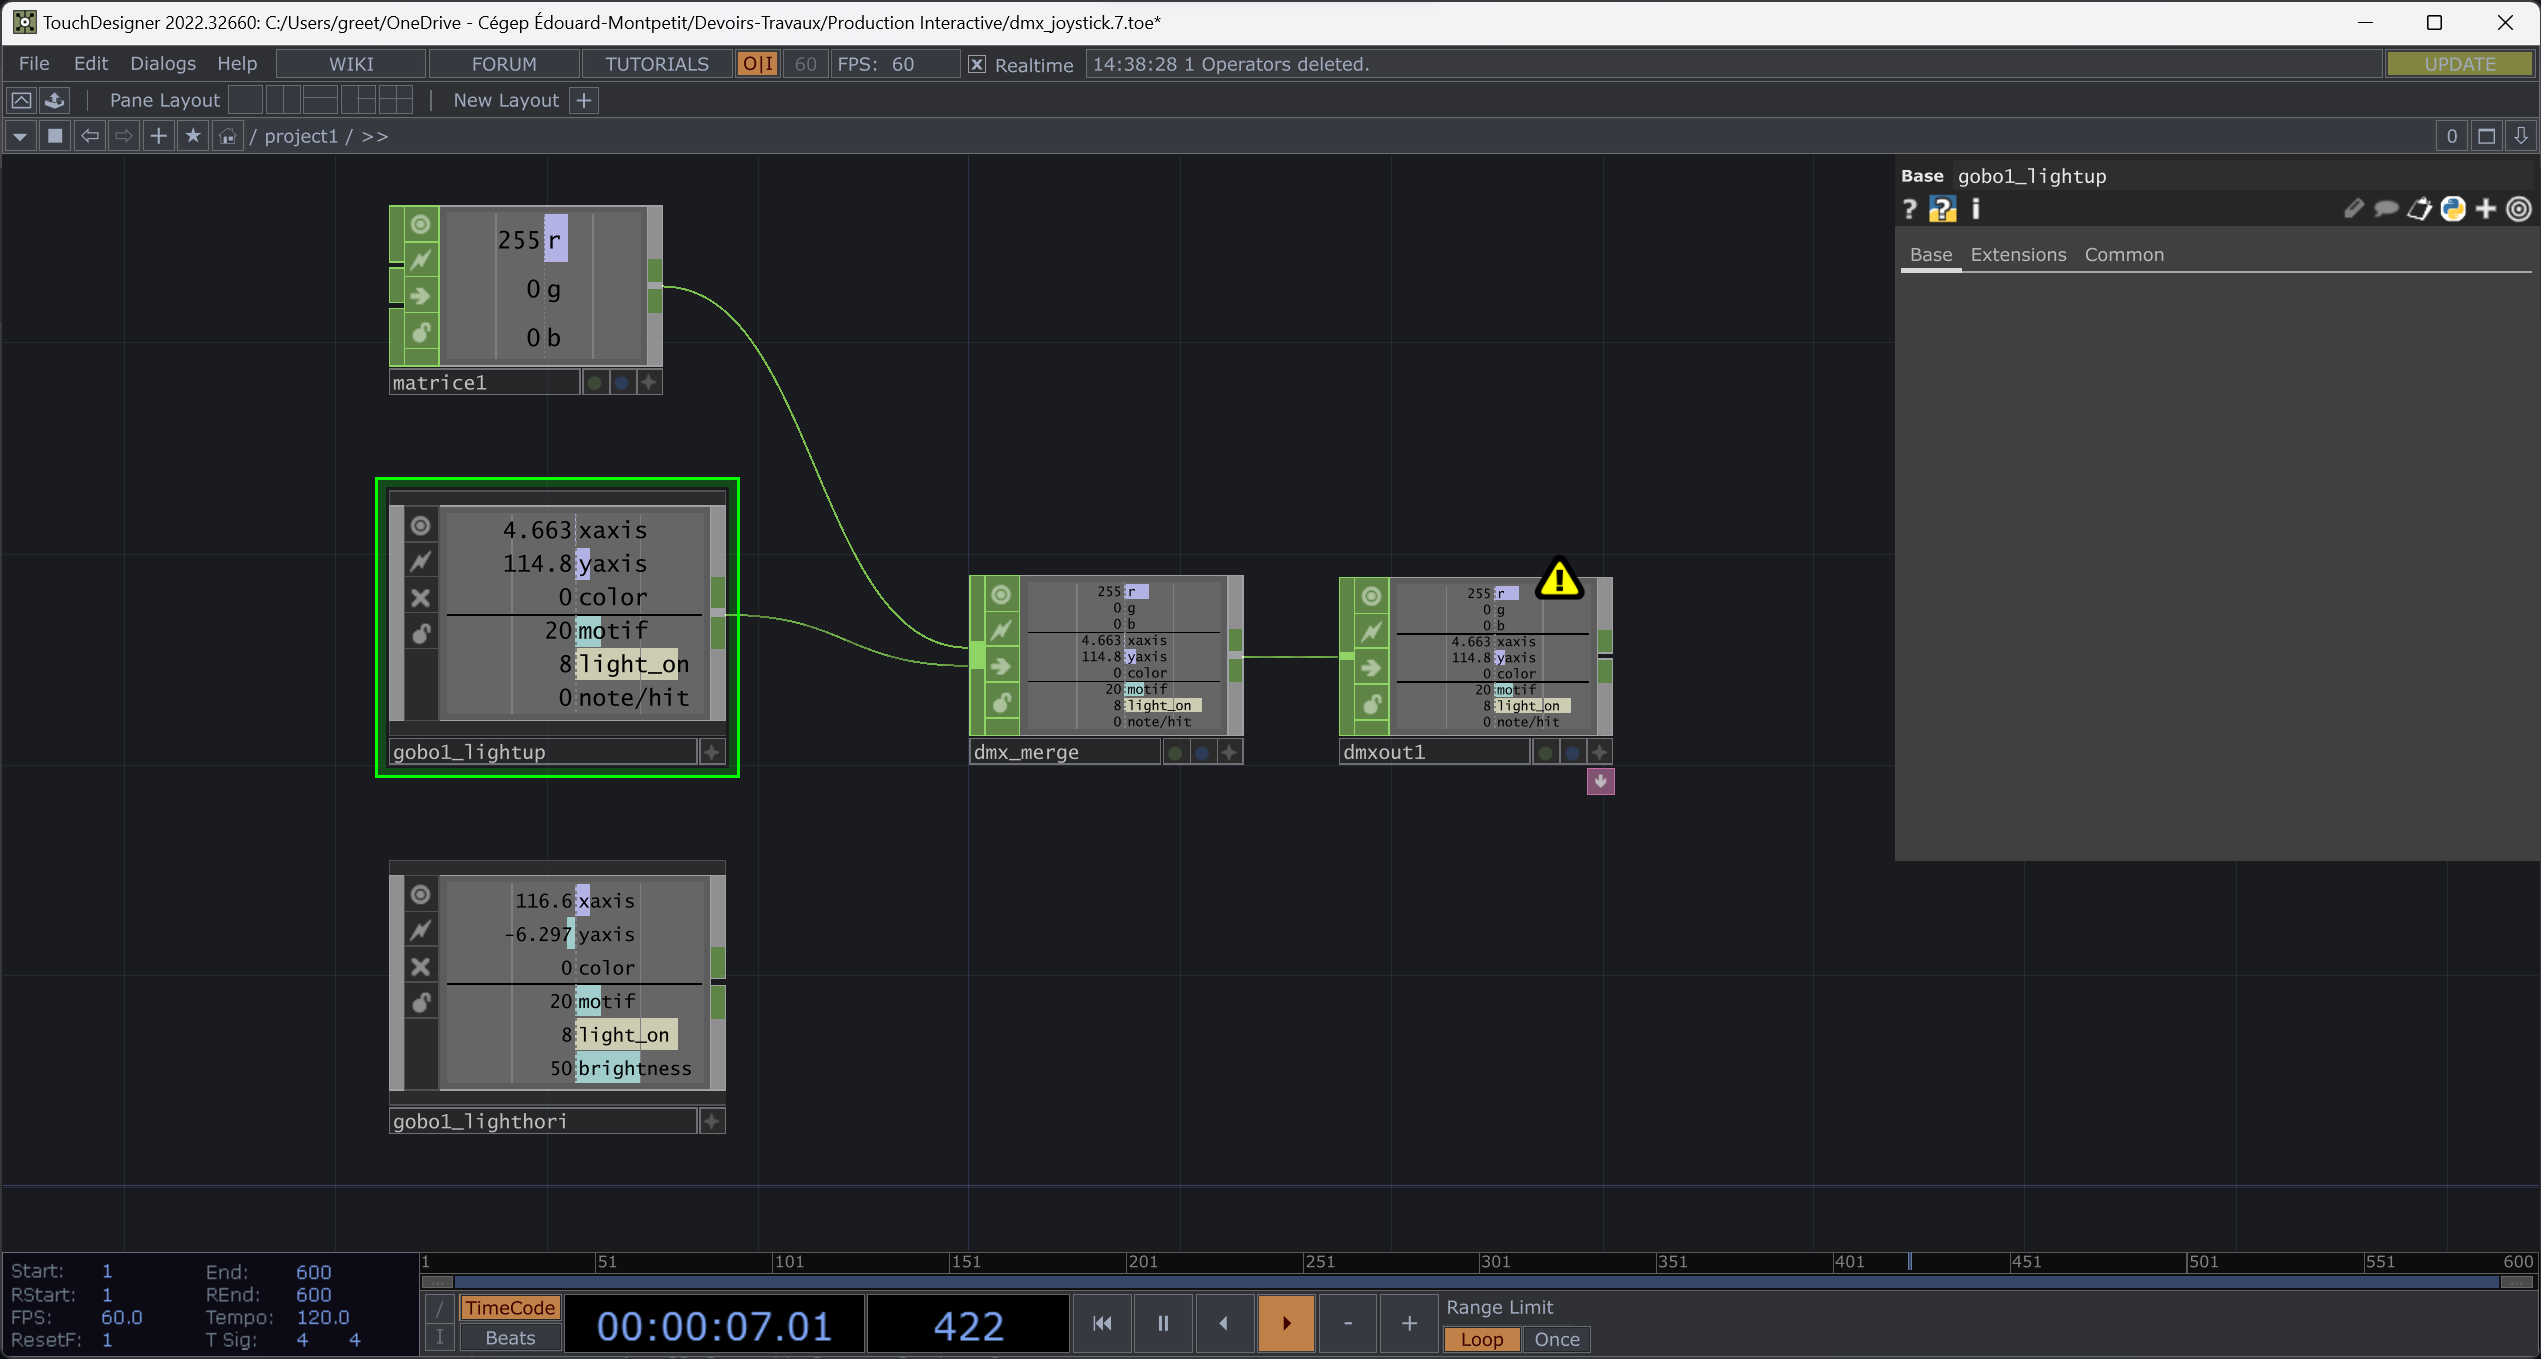 TouchDesigner 2022.32660: C:/Users/greet/OneDrive - Cégep Édouard-Montpetit/Devoirs-Travaux/Production Interactive/dmx_joystick.7.toe*
File Edit Dialogs Help WIKI FORUM TUTORIALS O|I 60 FPS: 60 Realtime 14:38:28 1 Operators deleted. UPDATE
Pane Layout | New Layout +
/ project1 / >> 0
Base gobo1_lightup
Base Extensions Common
255 r
0 g
0 b
matrice1
4.663 xaxis
114.8 yaxis
0 color
20 motif
8 light_on
0 note/hit
gobo1_lightup
255 r
0 g
0 b
4.663 xaxis
114.8 yaxis
0 color
20 motif
8 light_on
0 note/hit
dmx_merge
255 r
0 g
0 b
4.663 xaxis
114.8 yaxis
0 color
20 motif
8 light_on
0 note/hit
dmxout1
116.6 xaxis
-6.297 yaxis
0 color
20 motif
8 light_on
50 brightness
gobo1_lighthori
1 51 101 151 201 251 301 351 401 451 501 551 600
Start: 1 End: 600
RStart: 1 REnd: 600
FPS: 60.0 Tempo: 120.0
ResetF: 1 T Sig: 4 4
/ TimeCode
I Beats
00:00:07.01 422
- +
Range Limit
Loop Once